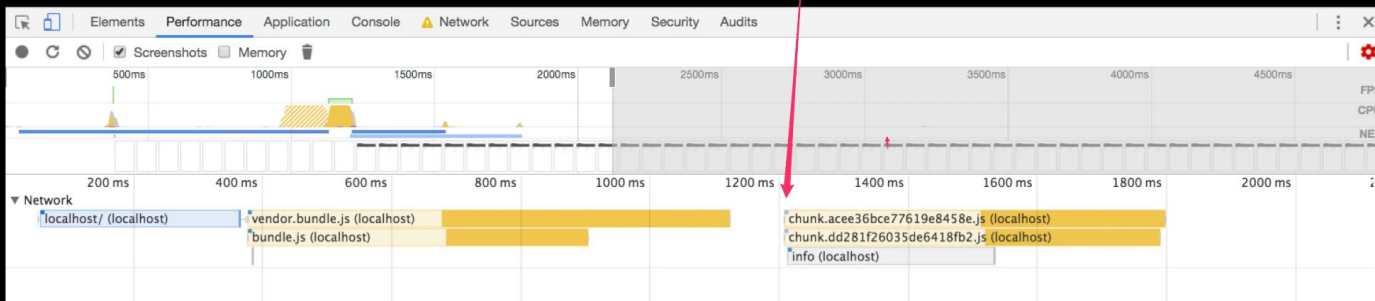 Elements Performance Application Console Network Sources Memory Security Audits
Screenshots Memory
500ms 1000ms 1500ms 2000ms 2500ms 3000ms 3500ms 4000ms 4500ms
FP
CP
NE
200 ms 400 ms 600 ms 800 ms 1000 ms 1200 ms 1400 ms 1600 ms 1800 ms 2000 ms
Network
localhost/ (localhost) vendor.bundle.js (localhost) chunk.acee36bce77619e8458e.js (localhost)
bundle.js (localhost) chunk.dd281f26035de6418fb2.js (localhost)
info (localhost)